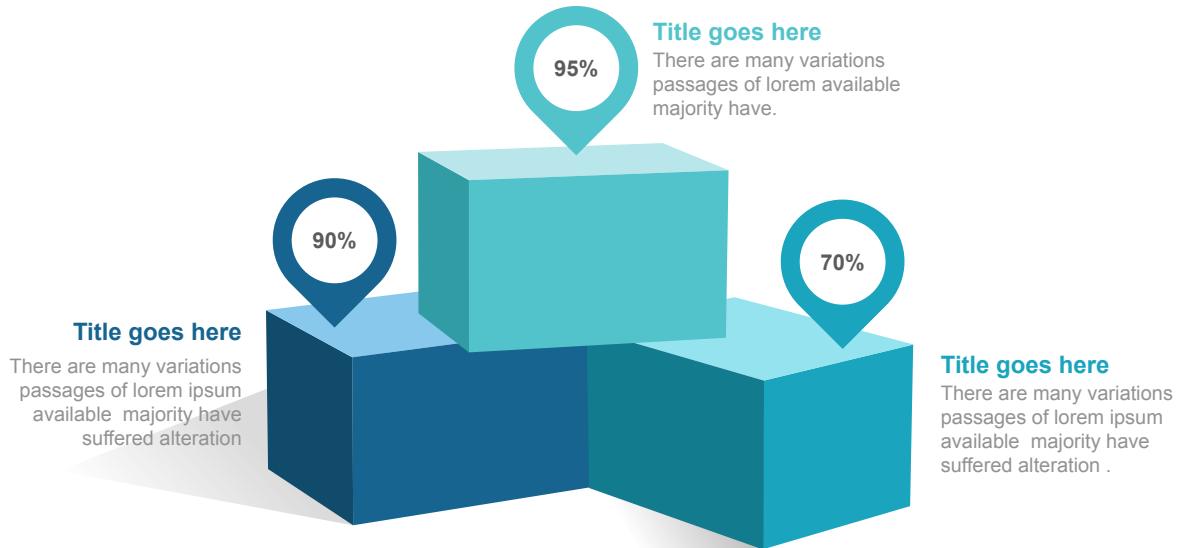 95%
Title goes here
There are many variations
passages of lorem available
majority have.
90%
Title goes here
There are many variations
passages of lorem ipsum
available  majority have
suffered alteration
70%
Title goes here
There are many variations
passages of lorem ipsum
available  majority have
suffered alteration .